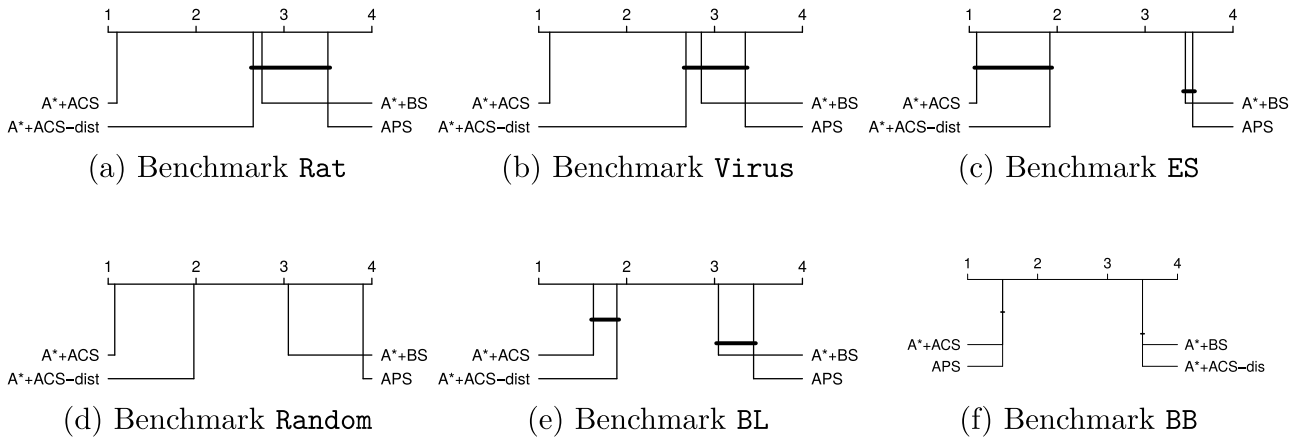 1 2 3 4
A*+ACS A*+BS
A*+ACS−dist APS
(a) Benchmark Rat
1 2 3 4
A*+ACS A*+BS
A*+ACS−dist APS
(b) Benchmark Virus
1 2 3 4
A*+ACS A*+BS
A*+ACS−dist APS
(c) Benchmark ES
1 2 3 4
A*+ACS A*+BS
A*+ACS−dist APS
(d) Benchmark Random
1 2 3 4
A*+ACS A*+BS
A*+ACS−dist APS
(e) Benchmark BL
1 2 3 4
A*+ACS A*+BS
APS A*+ACS−dis
(f) Benchmark BB